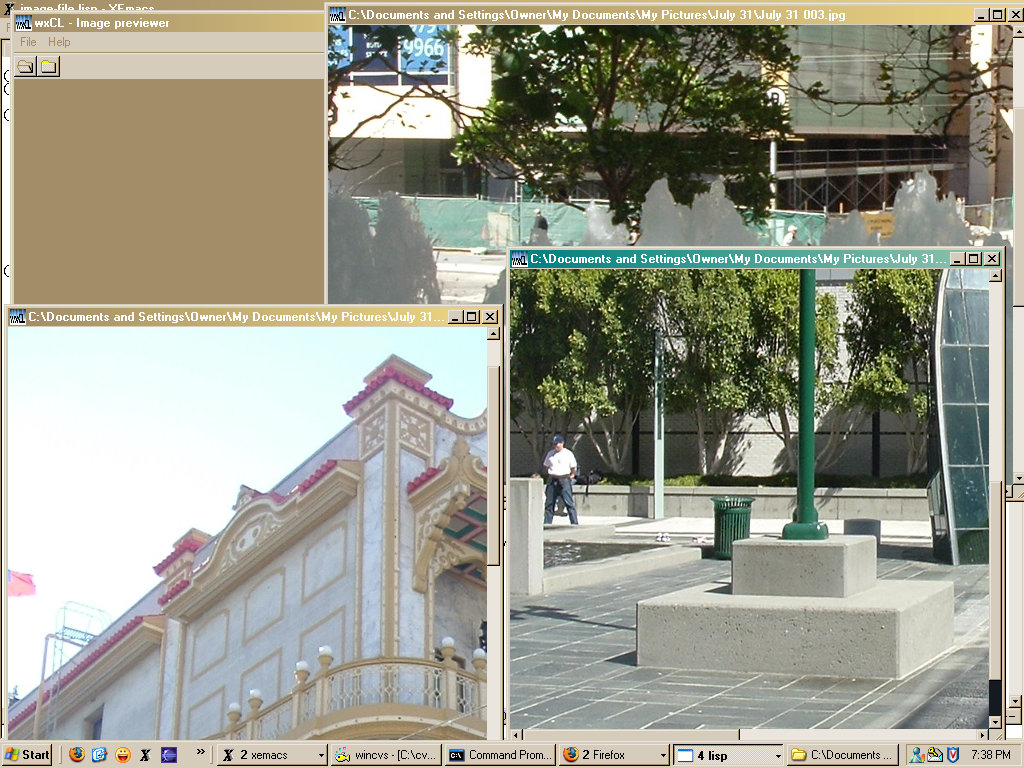 image-file.lisp - XEmacs
wxCL - Image previewer
File Help
C:\Documents and Settings\Owner\My Documents\My Pictures\July 31\July 31 003.jpg
9966
C:\Documents and Settings\Owner\My Documents\My Pictures\July 31...
C:\Documents and Settings\Owner\My Documents\My Pictures\July 31...
Start
2 xemacs
wincvs - [C:\cv...
Command Prom...
2 Firefox
4 lisp
C:\Documents ...
7:38 PM